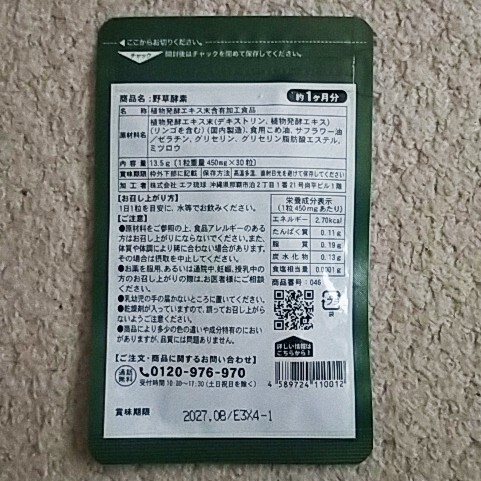 ここからお切りください。
チャック
開封後はチャックを閉めて保存してください。
商品名:野草酵素
約1ヶ月分
名称 植物発酵エキス末含有加工食品
原材料名 植物発酵エキス末(デキストリン、植物発酵エキス)
(リンゴを含む)(国内製造)、食用こめ油、サフラワー油
/ゼラチン、グリセリン、グリセリン脂肪酸エステル、
ミツロウ
内容量 13.5g(1粒重量450mg×30粒)
賞味期限 枠外下部に記載 保存方法 高温多湿、直射日光を避けて保存してください
加工者 株式会社 エフ琉球 沖縄県那覇市泊2丁目1番21号尚平ビル1階
【お召し上がり方】
1日1粒を目安に、水等でお飲みください。
【ご注意】
●原材料をご参照の上、食品アレルギーのある
方はお召し上がりにならないでください。また、
体質や体調により稀に合わない場合があります。
その場合は摂取を中止してください。
●お薬を服用、あるいは通院中、妊娠、授乳中の
方のお召し上がりの際は、お医者様にご相談
ください。
●乳幼児の手の届かないところに置いてください。
●乾燥剤が入っていますので、誤ってお召し上がら
ないようご注意ください。
●商品により多少の色の違いや成分特有のにおい
がありますが、品質には問題ありません。
栄養成分表示
(1粒450mgあたり)
エネルギー 2.70kcal
たんぱく質 0.11g
脂質 0.19g
炭水化物 0.13g
食塩相当量 0.0001g
商品番号:046
プラ
袋
詳しい情報は
こちらから!
【ご注文・商品に関するお問い合わせ】
通話無料 0120-976-970
受付時間 10:30~17:30(土日祝日を除く)
4589724110012
賞味期限 2027.08/E3X4-1